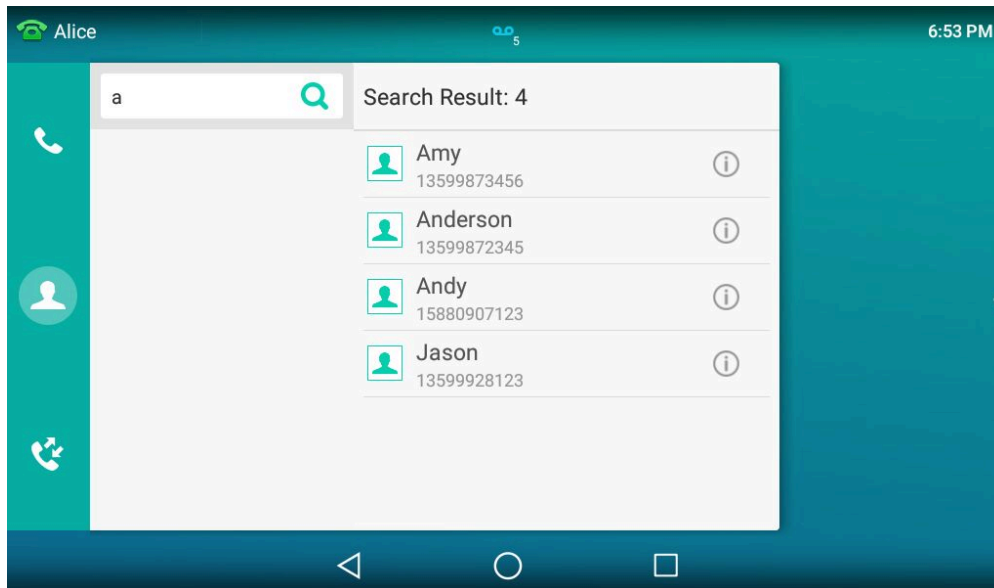 Alice
5
6:53 PM
a
Search Result: 4
Amy
13599873456
Anderson
13599872345
Andy
15880907123
Jason
13599928123